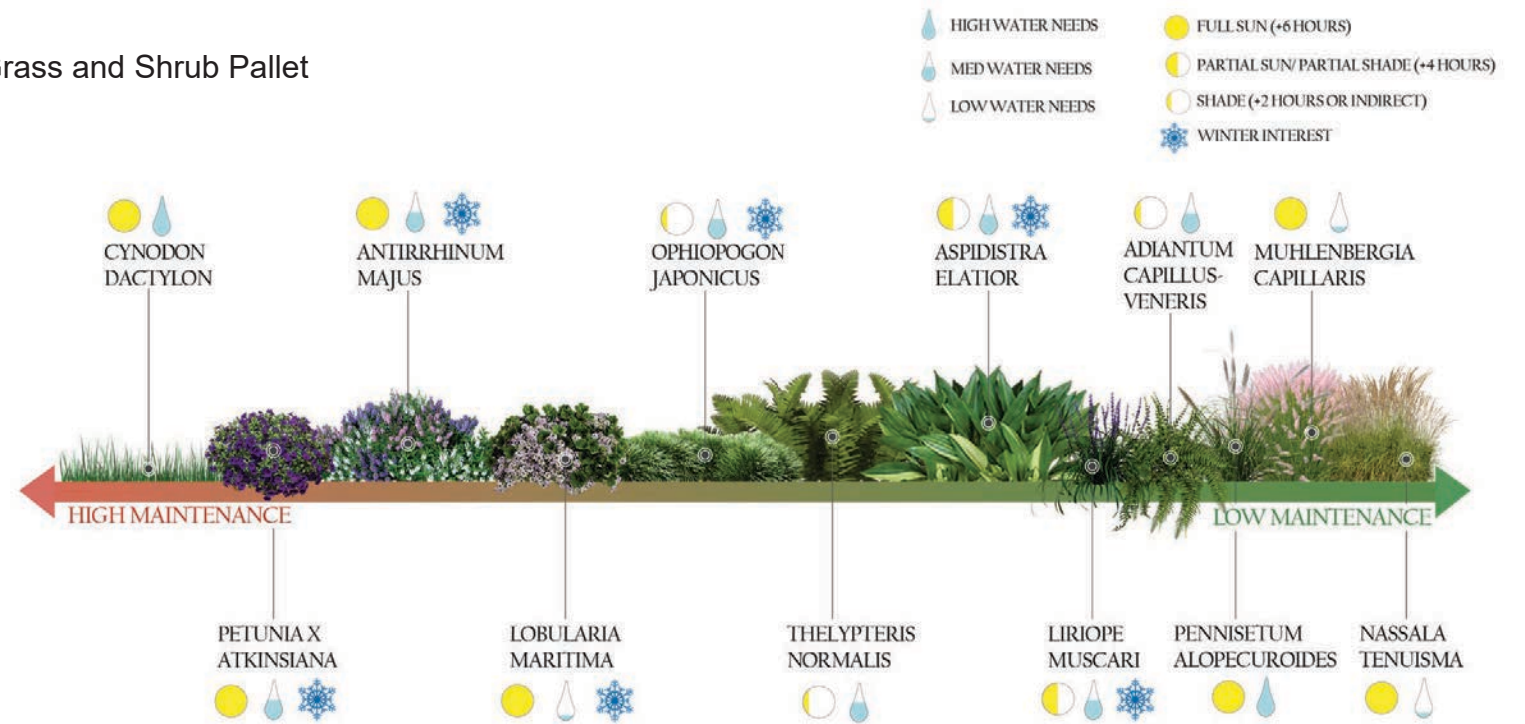 Grass and Shrub Pallet
HIGH WATER NEEDS
MED WATER NEEDS
LOW WATER NEEDS
FULL SUN (+6 HOURS)
PARTIAL SUN/ PARTIAL SHADE (+4 HOURS)
SHADE (+2 HOURS OR INDIRECT)
WINTER INTEREST
CYNODON
DACTYLON
ANTIRRHINUM
MAJUS
OPHIOPOGON
JAPONICUS
ASPIDISTRA
ELATIOR
ADIANTUM
CAPILLUS-
VENERIS
MUHLENBERGIA
CAPILLARIS
HIGH MAINTENANCE
LOW MAINTENANCE
PETUNIA X
ATKINSIANA
LOBULARIA
MARITIMA
THELYPTERIS
NORMALIS
LIRIOPE
MUSCARI
PENNISETUM
ALOPECUROIDES
NASSALA
TENUISMA